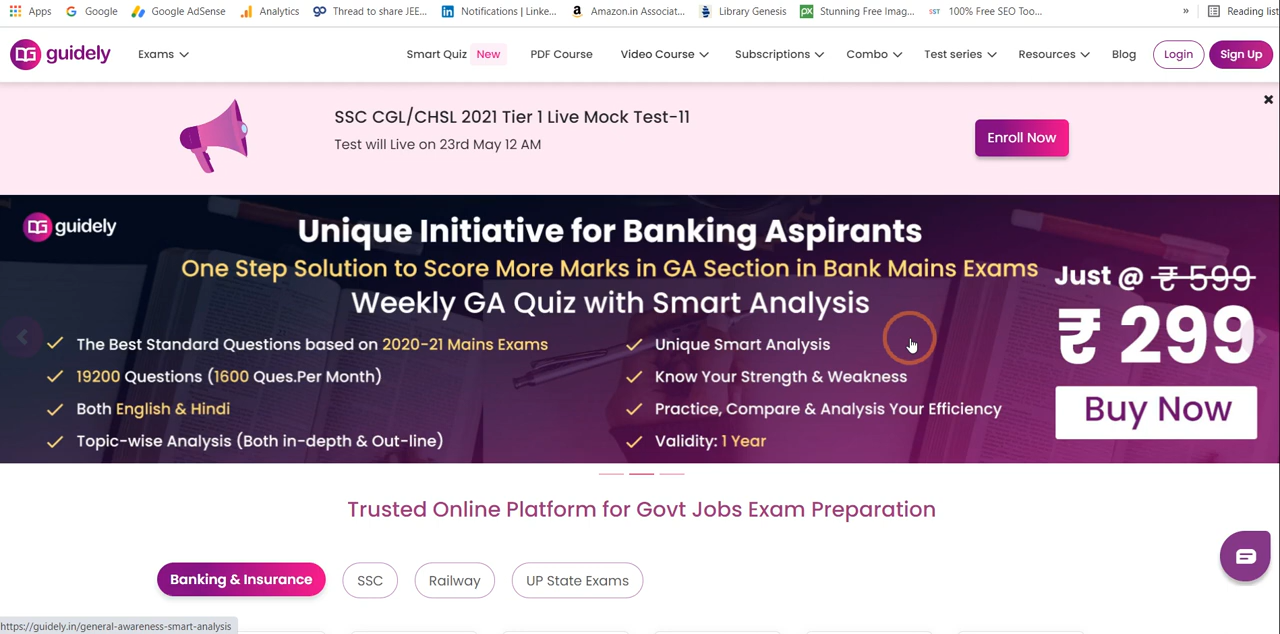 Apps Google Google AdSense Analytics Thread to share JEE... Notifications | Linke... Amazon.in Associat... Library Genesis Stunning Free Imag... 100% Free SEO Too... » Reading list
guidely Exams Smart Quiz New PDF Course Video Course Subscriptions Combo Test series Resources Blog Login Sign Up
SSC CGL/CHSL 2021 Tier 1 Live Mock Test-11
Test will Live on 23rd May 12 AM
Enroll Now
guidely
Unique Initiative for Banking Aspirants
One Step Solution to Score More Marks in GA Section in Bank Mains Exams
Weekly GA Quiz with Smart Analysis
Just @ ₹ 599
₹ 299
Buy Now
The Best Standard Questions based on 2020-21 Mains Exams
19200 Questions (1600 Ques.Per Month)
Both English & Hindi
Topic-wise Analysis (Both in-depth & Out-line)
Unique Smart Analysis
Know Your Strength & Weakness
Practice, Compare & Analysis Your Efficiency
Validity: 1 Year
Trusted Online Platform for Govt Jobs Exam Preparation
Banking & Insurance SSC Railway UP State Exams
https://guidely.in/general-awareness-smart-analysis